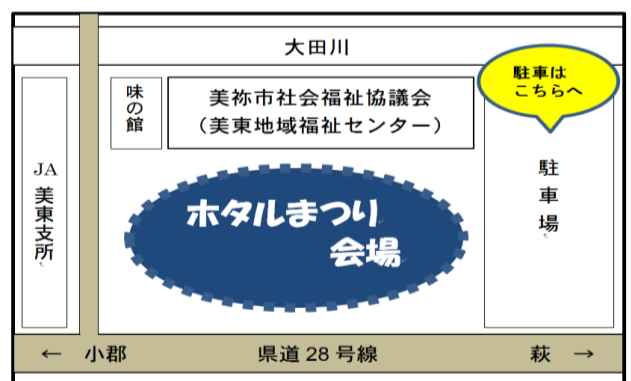 大田川
駐車は
こちらへ
味の館
美祢市社会福祉協議会
（美東地域福祉センター）
JA
美東支所
駐車場
ホタルまつり
会場
← 小郡
県道28号線
萩 →